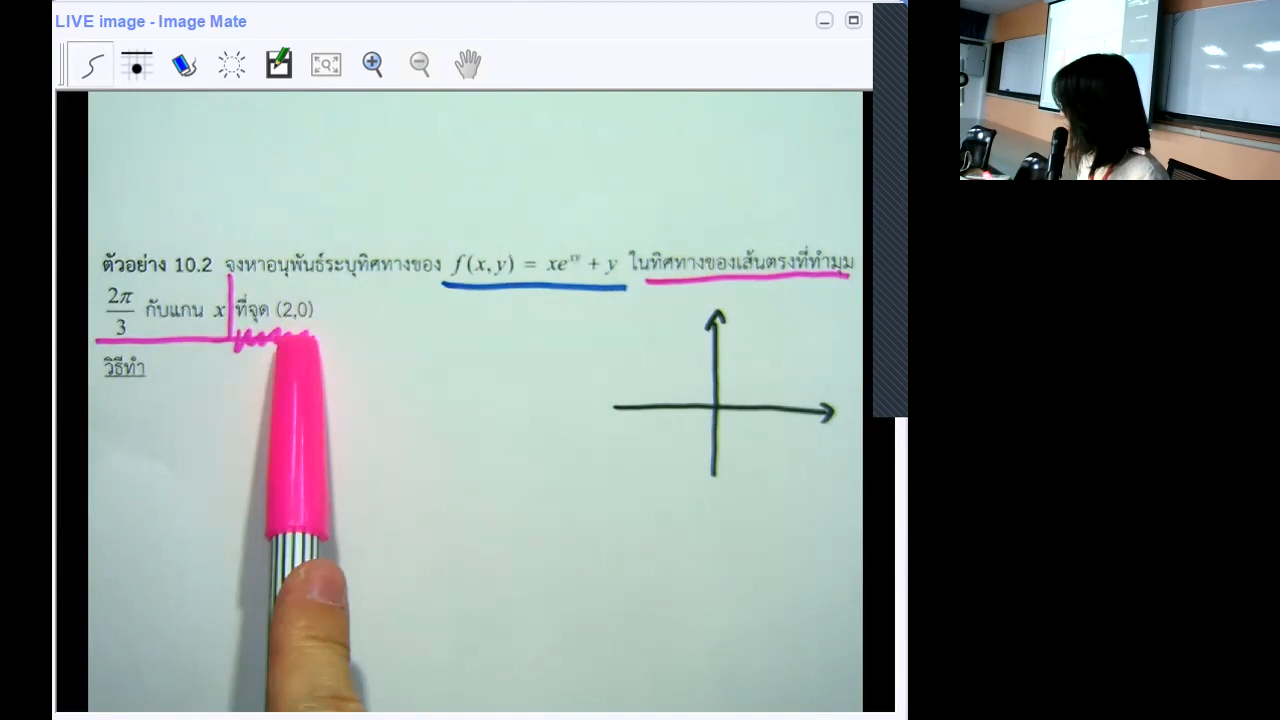 LIVE image - Image Mate
ตัวอย่าง 10.2 จงหาอนุพันธ์ระบุทิศทางของ f(x, y) = xe^{xy} + y ในทิศทางของเส้นตรงที่ทำมุม
2π/3 กับแกน x ที่จุด (2,0)
วิธีทำ